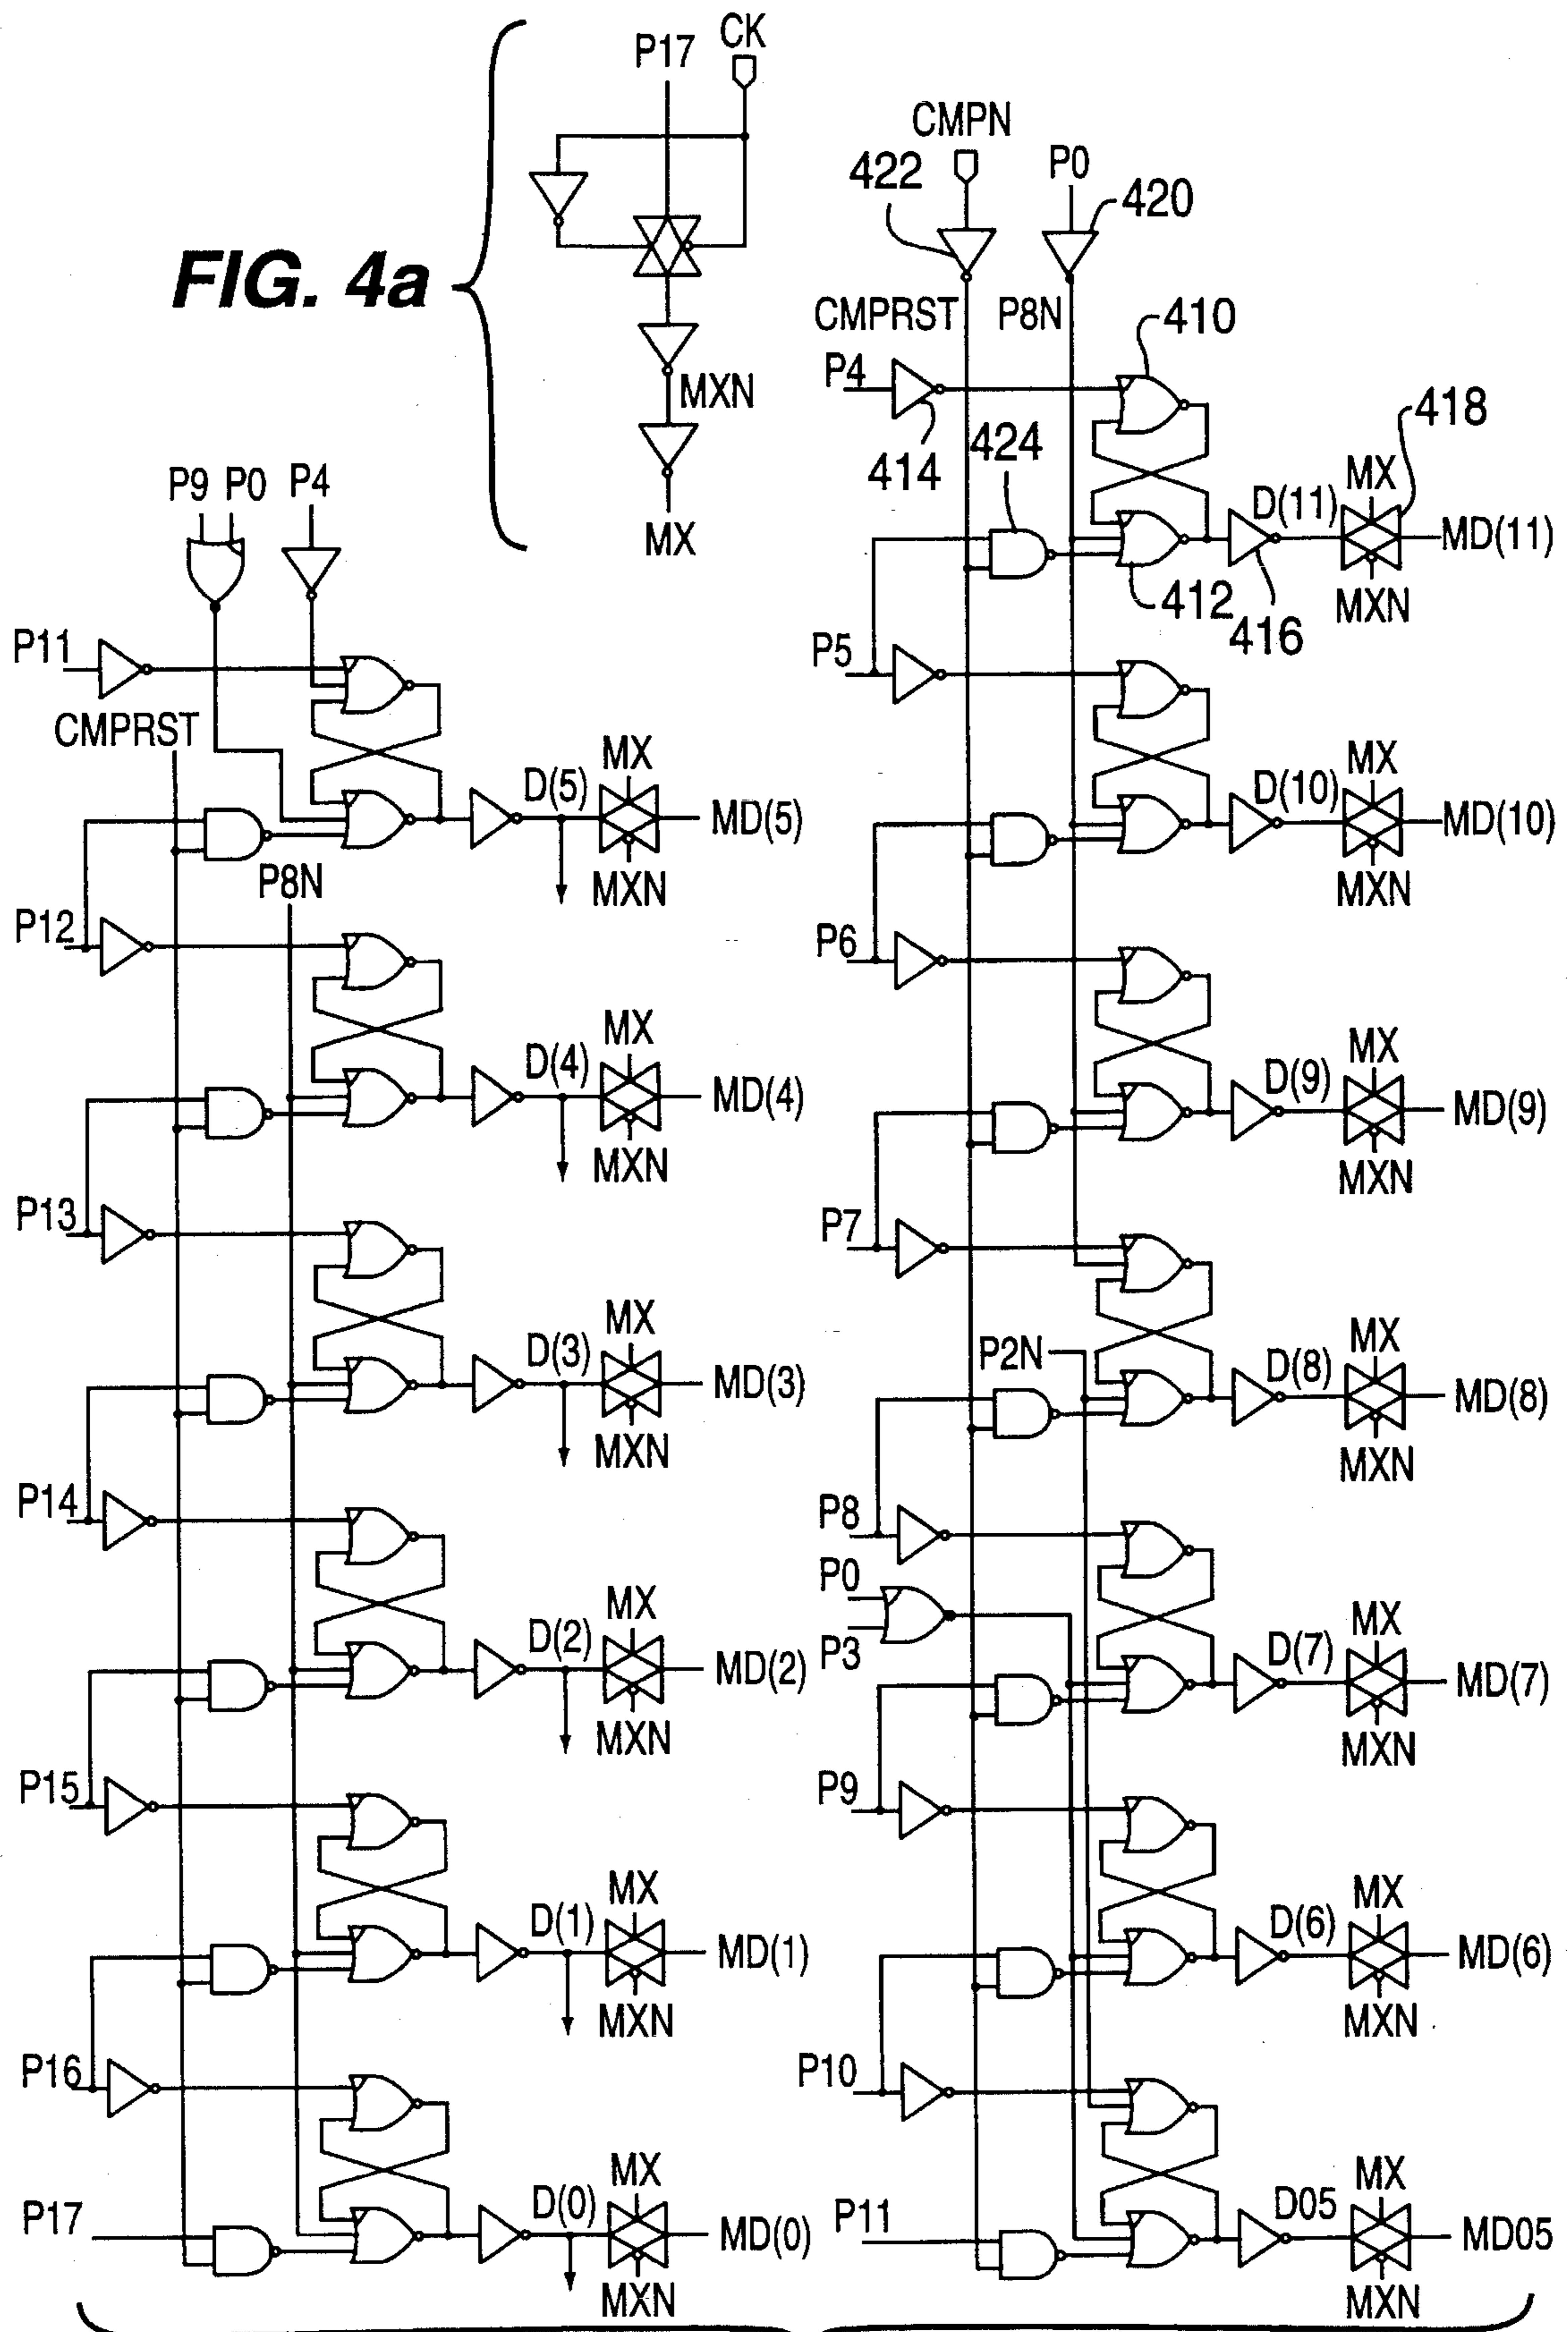 P17 CK
FIG. 4a
MXN
MX
CMPN
P0
422
420
CMPRST P8N
410
P4
414
424
418
MX
D(11)
MD(11)
MXN
412
416
P5
MX
D(10)
MD(10)
MXN
P6
MX
D(9)
MD(9)
MXN
P7
MX
P2N
D(8)
MD(8)
MXN
P8
P0
P3
MX
D(7)
MD(7)
MXN
P9
MX
D(6)
MD(6)
MXN
P10
P11
MX
D05
MD05
MXN
P9 P0 P4
P11
CMPRST
MX
D(5)
MD(5)
MXN
P8N
P12
MX
D(4)
MD(4)
MXN
P13
MX
D(3)
MD(3)
MXN
P14
MX
D(2)
MD(2)
MXN
P15
MX
D(1)
MD(1)
MXN
P16
P17
MX
D(0)
MD(0)
MXN